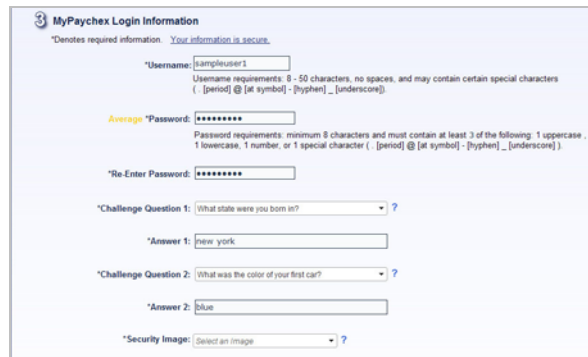 3 MyPaychex Login Information
*Denotes required information. Your information is secure.
*Username: sampleuser1
Username requirements: 8 - 50 characters, no spaces, and may contain certain special characters
( . [period] @ [at symbol] - [hyphen] _ [underscore]).
Average *Password: •••••••••
Password requirements: minimum 8 characters and must contain at least 3 of the following: 1 uppercase ,
1 lowercase, 1 number, or 1 special character ( . [period] @ [at symbol] - [hyphen] _ [underscore] ).
*Re-Enter Password: •••••••••
*Challenge Question 1: What state were you born in? ?
*Answer 1: new york
*Challenge Question 2: What was the color of your first car? ?
*Answer 2: blue
*Security Image: Select an image ?